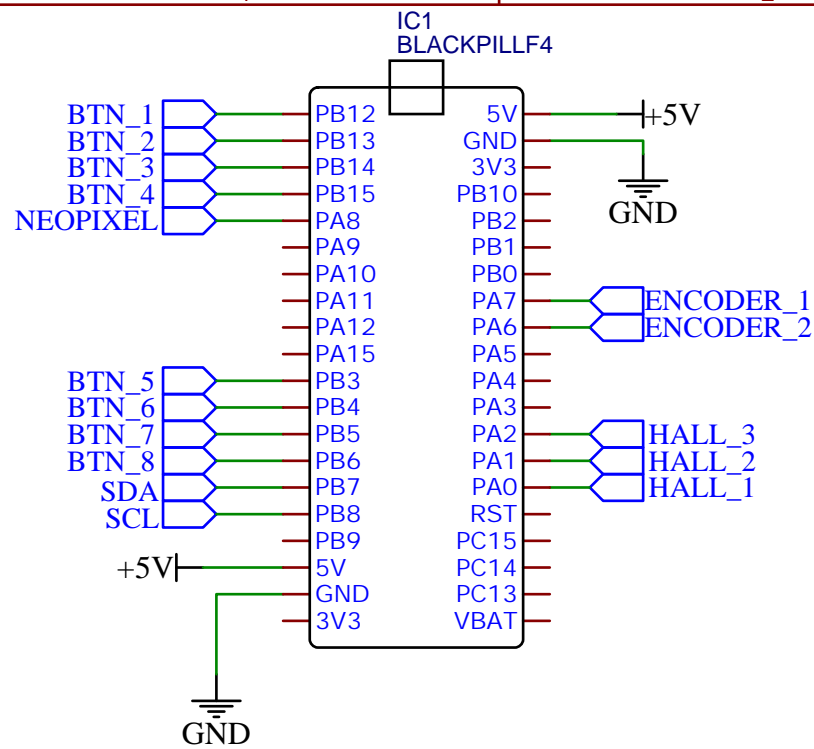 IC1
BLACKPILLF4
BTN_1 PB12 5V +5V
BTN_2 PB13 GND
BTN_3 PB14 3V3
BTN_4 PB15 PB10
NEOPIXEL PA8 PB2 GND
PA9 PB1
PA10 PB0
PA11 PA7 ENCODER_1
PA12 PA6 ENCODER_2
PA15 PA5
BTN_5 PB3 PA4
BTN_6 PB4 PA3
BTN_7 PB5 PA2 HALL_3
BTN_8 PB6 PA1 HALL_2
SDA PB7 PA0 HALL_1
SCL PB8 RST
PB9 PC15
+5V 5V PC14
GND PC13
3V3 VBAT
GND